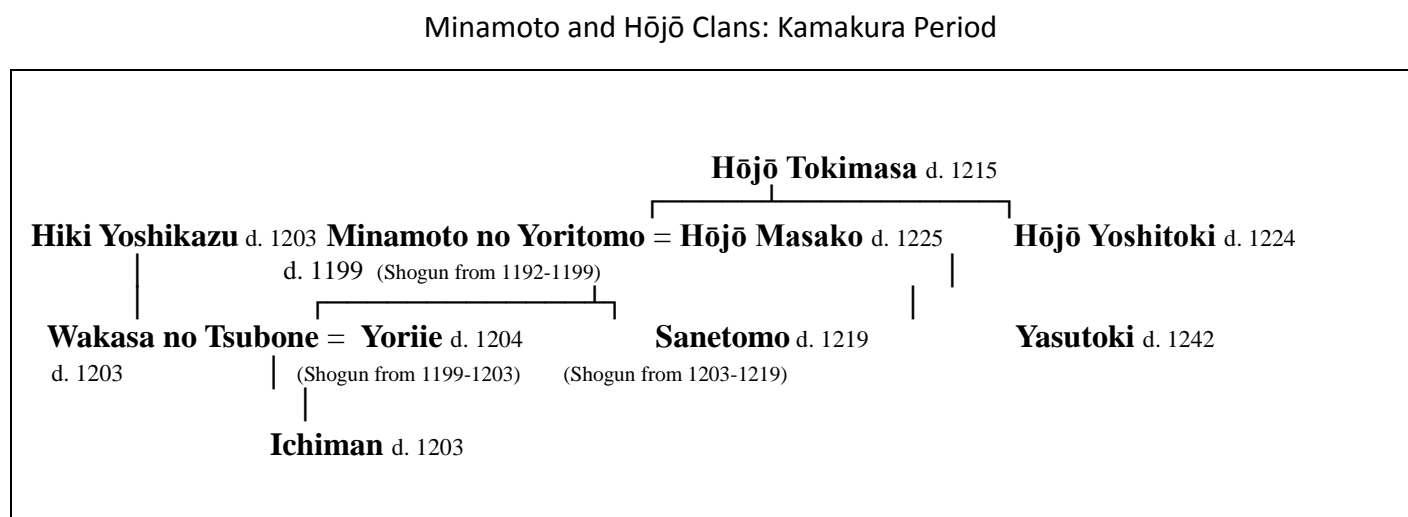 Minamoto and Hōjō Clans: Kamakura Period
Hōjō Tokimasa d. 1215
Hiki Yoshikazu d. 1203 Minamoto no Yoritomo = Hōjō Masako d. 1225 Hōjō Yoshitoki d. 1224
d. 1199 (Shogun from 1192-1199)
Wakasa no Tsubone = Yoriie d. 1204 Sanetomo d. 1219 Yasutoki d. 1242
d. 1203 (Shogun from 1199-1203) (Shogun from 1203-1219)
Ichiman d. 1203